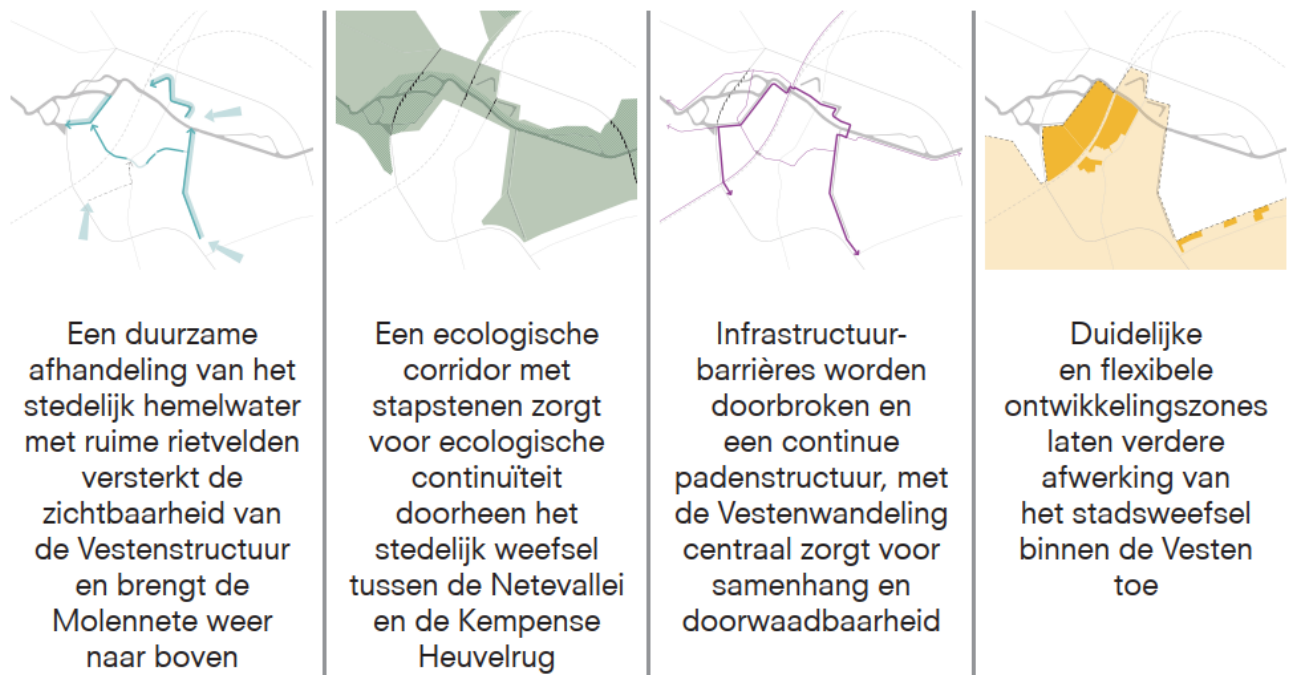 Een duurzame
afhandeling van het
stedelijk hemelwater
met ruime rietvelden
versterkt de
zichtbaarheid van
de Vestenstructuur
en brengt de
Molennete weer
naar boven
Een ecologische
corridor met
stapstenen zorgt
voor ecologische
continuïteit
doorheen het
stedelijk weefsel
tussen de Netevallei
en de Kempense
Heuvelrug
Infrastructuur-
barrières worden
doorbroken en
een continue
padenstructuur, met
de Vestenwandeling
centraal zorgt voor
samenhang en
doorwaadbaarheid
Duidelijke
en flexibele
ontwikkelingszones
laten verdere
afwerking van
het stadsweefsel
binnen de Vesten
toe